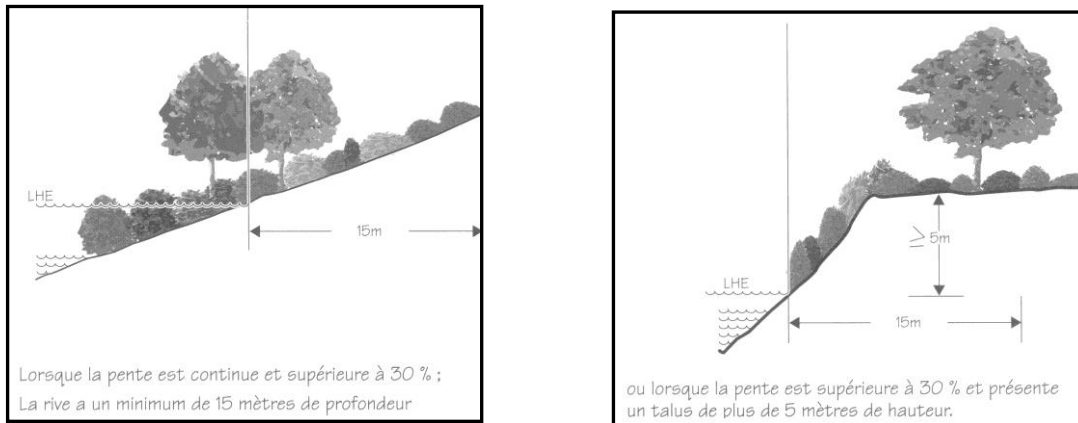 LHE
15m
Lorsque la pente est continue et supérieure à 30 % ;
La rive a un minimum de 15 mètres de profondeur
≥ 5m
LHE
15m
ou lorsque la pente est supérieure à 30 % et présente
un talus de plus de 5 mètres de hauteur.